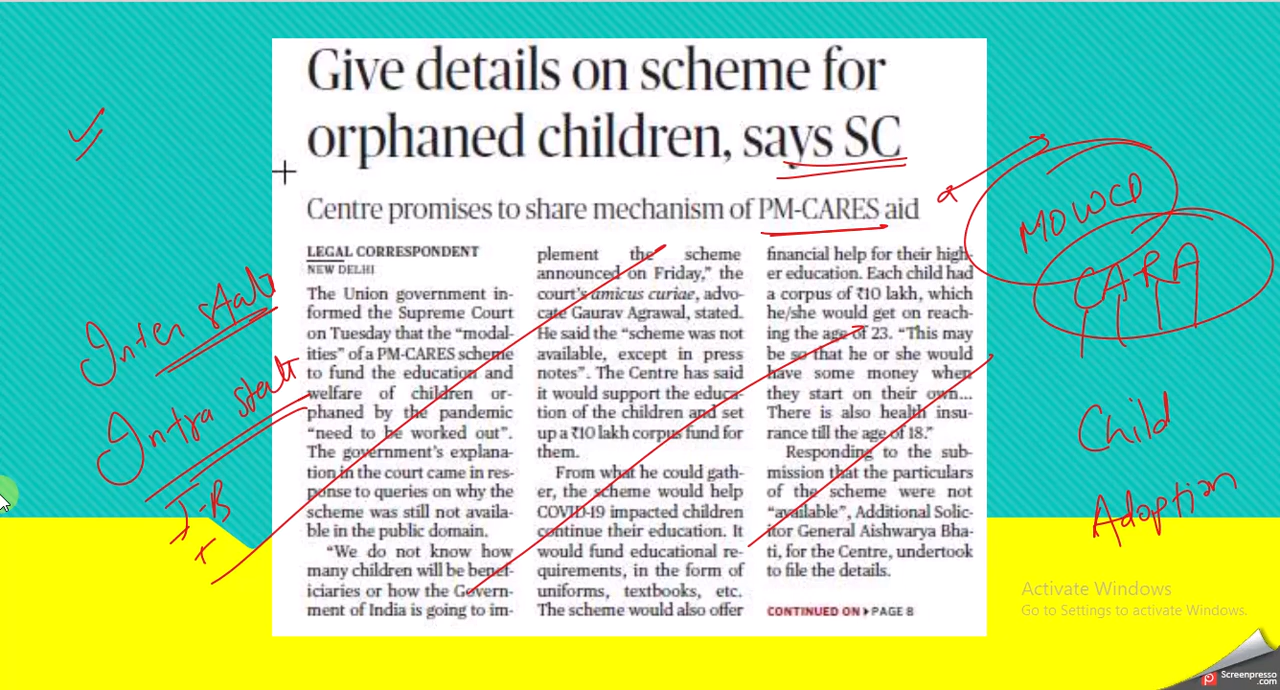 Give details on scheme for
orphaned children, says SC
Centre promises to share mechanism of PM-CARES aid
LEGAL CORRESPONDENT
NEW DELHI
The Union government in-
formed the Supreme Court
on Tuesday that the “modal-
ities” of a PM-CARES scheme
to fund the education and
welfare of children or-
phaned by the pandemic
“need to be worked out”.
The government’s explana-
tion in the court came in res-
ponse to queries on why the
scheme was still not availa-
ble in the public domain.
“We do not know how
many children will be benef-
iciaries or how the Govern-
ment of India is going to im-
plement the scheme
announced on Friday,” the
court’s amicus curiae, advo-
cate Gaurav Agrawal, stated.
He said the “scheme was not
available, except in press
notes”. The Centre has said
it would support the educa-
tion of the children and set
up a ₹10 lakh corpus fund for
them.
From what he could gath-
er, the scheme would help
COVID-19 impacted children
continue their education. It
would fund educational re-
quirements, in the form of
uniforms, textbooks, etc.
The scheme would also offer
financial help for their high-
er education. Each child had
a corpus of ₹10 lakh, which
he/she would get on reach-
ing the age of 23. “This may
be so that he or she would
have some money when
they start on their own...
There is also health insu-
rance till the age of 18.”
Responding to the sub-
mission that the particulars
of the scheme were not
“available”, Additional Solic-
itor General Aishwarya Bha-
ti, for the Centre, undertook
to file the details.
CONTINUED ON PAGE 8
Inter state
Intra state
J-B
MOWCD
CARA
Child
Adoption
Activate Windows
Go to Settings to activate Windows.
Screenpresso
.com